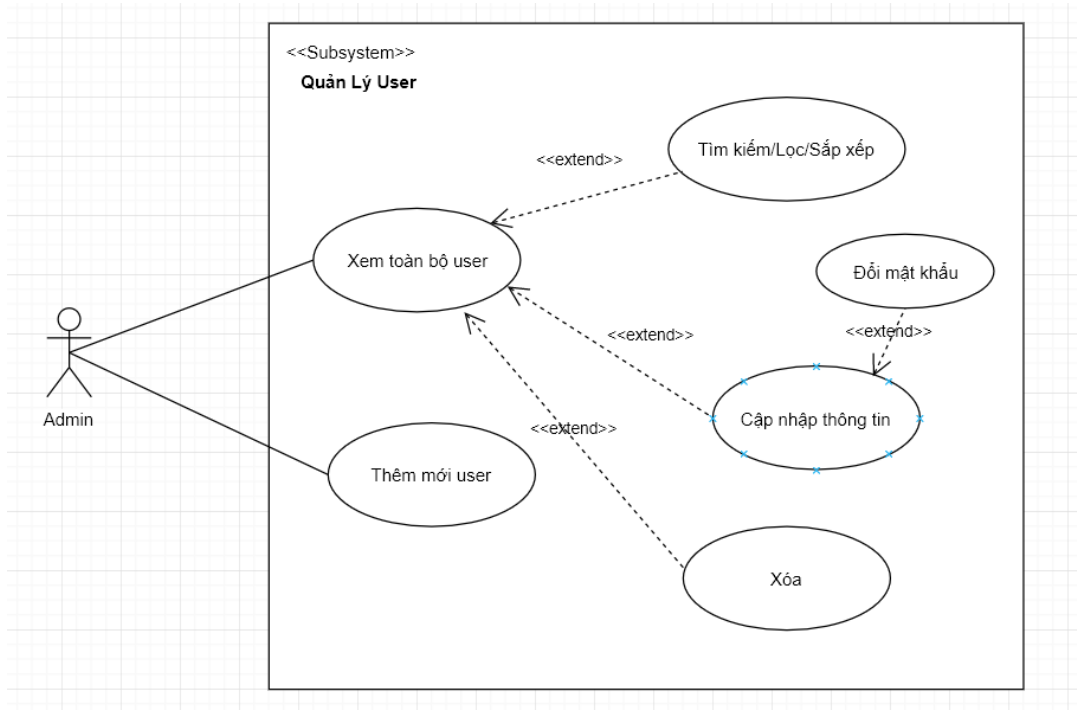 <<Subsystem>>
Quản Lý User
Tìm kiếm/Lọc/Sắp xếp
<<extend>>
Xem toàn bộ user
Đổi mật khẩu
<<extend>>
<<extend>>
Admin
Cập nhập thông tin
<<extend>>
Thêm mới user
Xóa